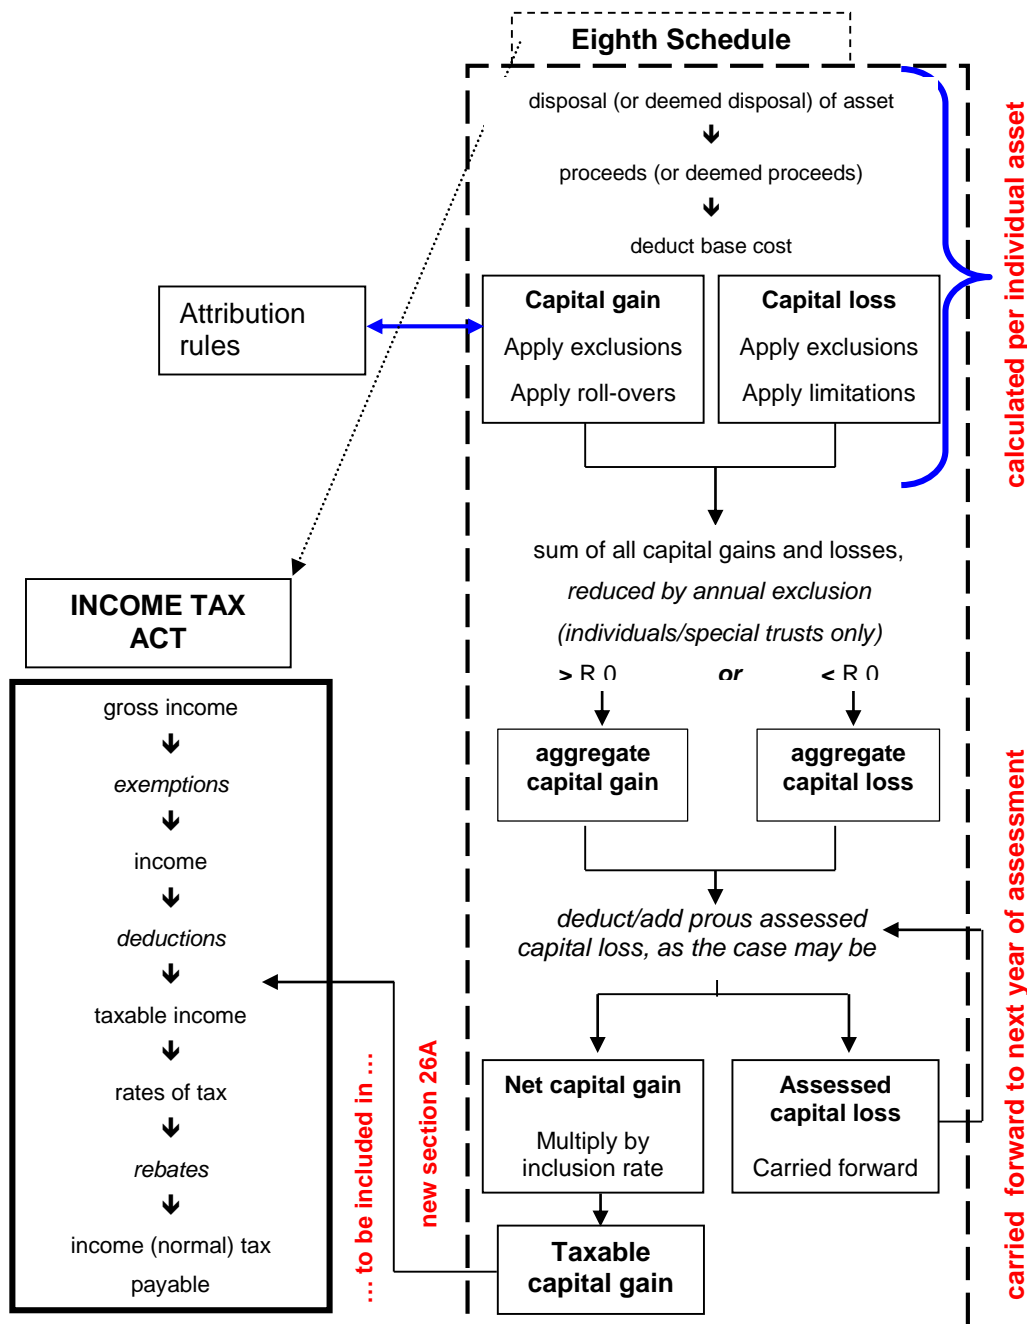 Eighth Schedule
disposal (or deemed disposal) of asset
proceeds (or deemed proceeds)
deduct base cost
calculated per individual asset
Attribution
rules
Capital gain
Apply exclusions
Apply roll-overs
Capital loss
Apply exclusions
Apply limitations
sum of all capital gains and losses,
reduced by annual exclusion
(individuals/special trusts only)
> R 0 or < R 0
aggregate
capital gain
aggregate
capital loss
deduct/add prous assessed
capital loss, as the case may be
Net capital gain
Multiply by
inclusion rate
Assessed
capital loss
Carried forward
carried forward to next year of assessment
Taxable
capital gain
new section 26A
... to be included in ...
INCOME TAX
ACT
gross income
exemptions
income
deductions
taxable income
rates of tax
rebates
income (normal) tax
payable